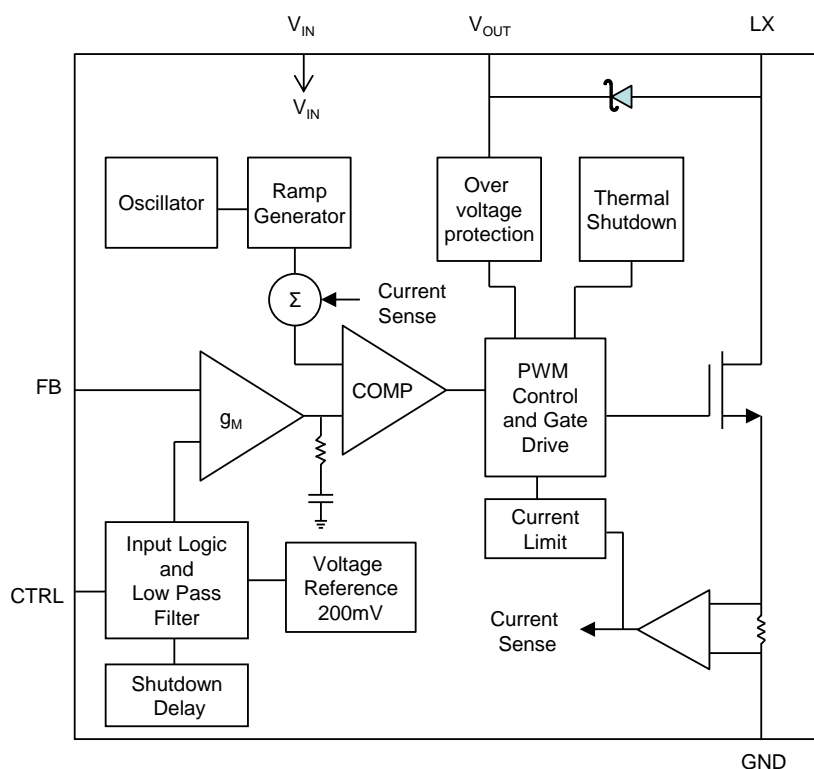 V_IN
V_OUT
LX
V_IN
Oscillator
Ramp
Generator
Over
voltage
protection
Thermal
Shutdown
Σ
Current
Sense
FB
g_M
COMP
PWM
Control
and Gate
Drive
Current
Limit
CTRL
Input Logic
and
Low Pass
Filter
Voltage
Reference
200mV
Current
Sense
Shutdown
Delay
GND